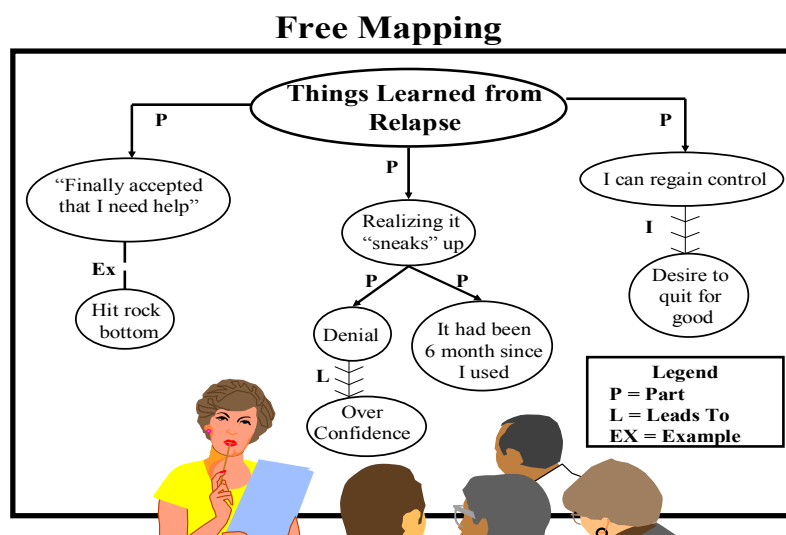 Free Mapping
Things Learned from
Relapse
P
P
P
“Finally accepted
that I need help”
Ex
Hit rock
bottom
Realizing it
“sneaks” up
P
P
Denial
L
Over
Confidence
It had been
6 month since
I used
I can regain control
I
Desire to
quit for
good
Legend
P = Part
L = Leads To
EX = Example